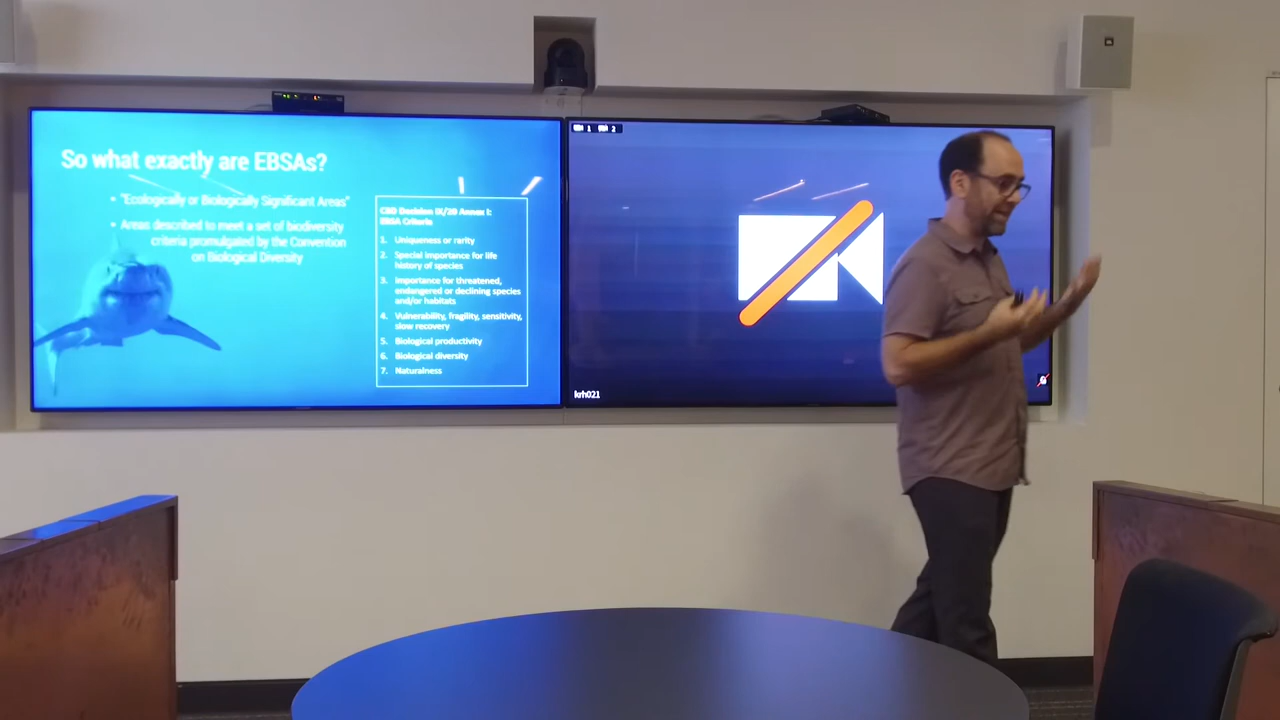 So what exactly are EBSAs?
• "Ecologically or Biologically Significant Areas"
• Areas described to meet a set of biodiversity
criteria promulgated by the Convention
on Biological Diversity
CBD Decision IX/20 Annex I:
EBSA Criteria
1. Uniqueness or rarity
2. Special importance for life
history of species
3. Importance for threatened,
endangered or declining species
and/or habitats
4. Vulnerability, fragility, sensitivity,
slow recovery
5. Biological productivity
6. Biological diversity
7. Naturalness
krh021